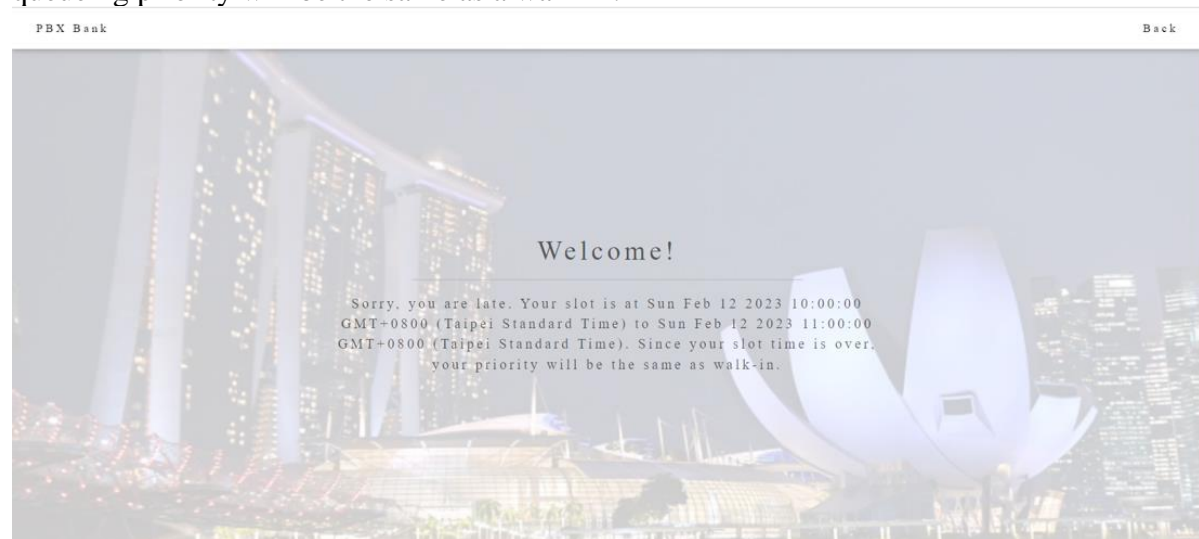 PBX Bank
Back
Welcome!
Sorry, you are late. Your slot is at Sun Feb 12 2023 10:00:00
GMT+0800 (Taipei Standard Time) to Sun Feb 12 2023 11:00:00
GMT+0800 (Taipei Standard Time). Since your slot time is over,
your priority will be the same as walk-in.